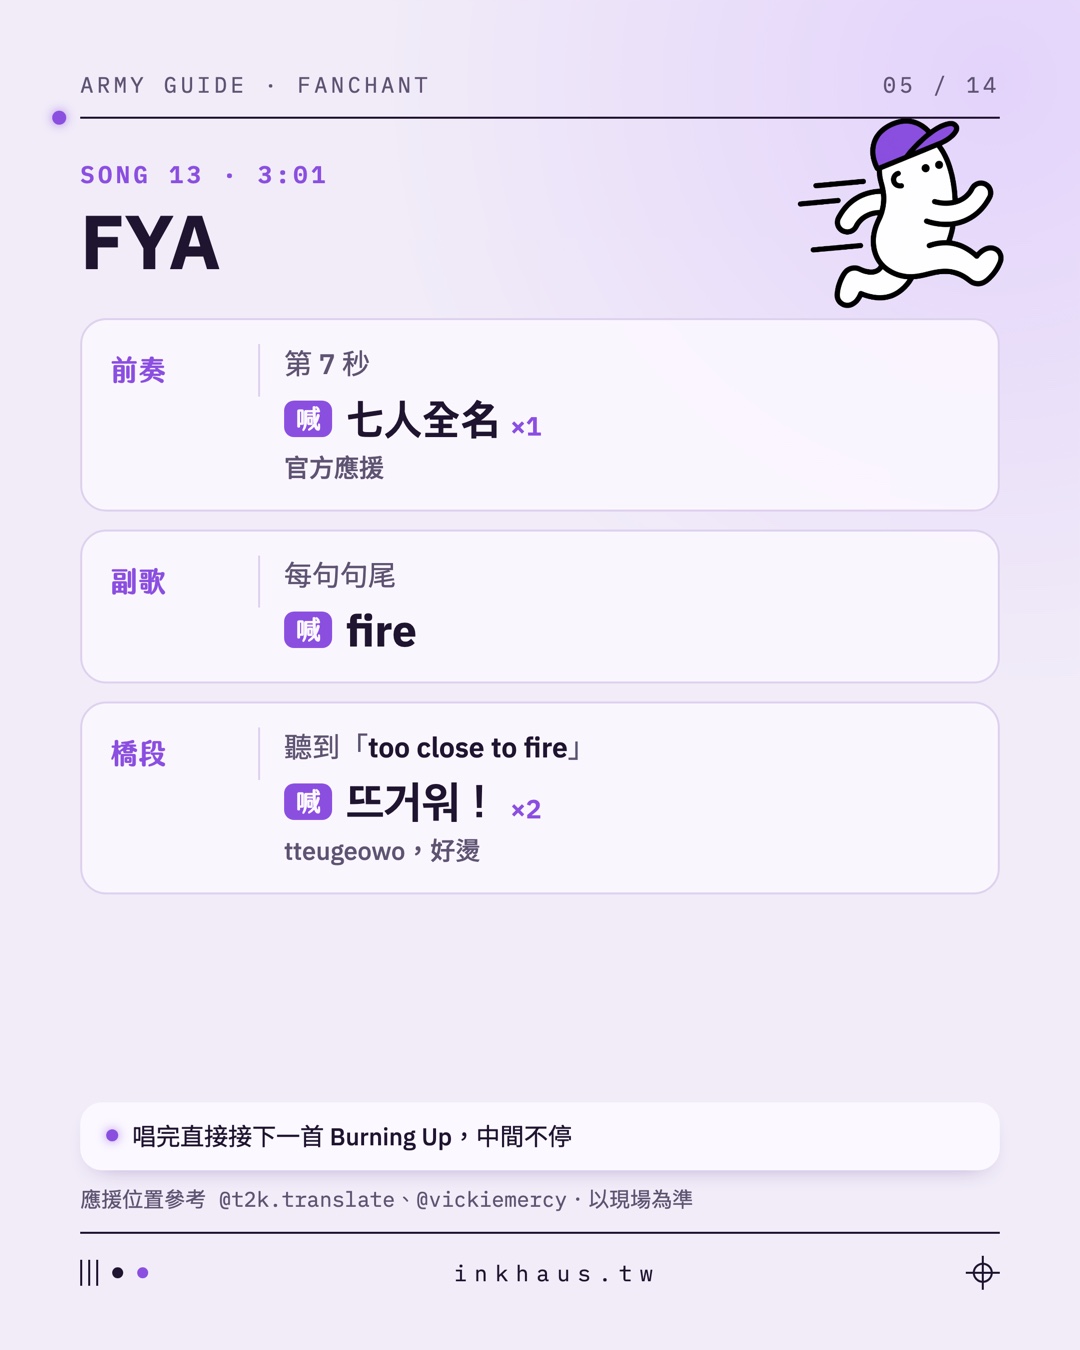 ARMY GUIDE · FANCHANT
05 / 14
SONG 13 · 3:01
FYA
前奏
第 7 秒
喊 七人全名 ×1
官方應援
副歌
每句句尾
喊 fire
橋段
聽到「too close to fire」
喊 뜨거워！ ×2
tteugeowo，好燙
唱完直接接下一首 Burning Up，中間不停
應援位置參考 @t2k.translate、@vickiemercy · 以現場為準
inkhaus.tw